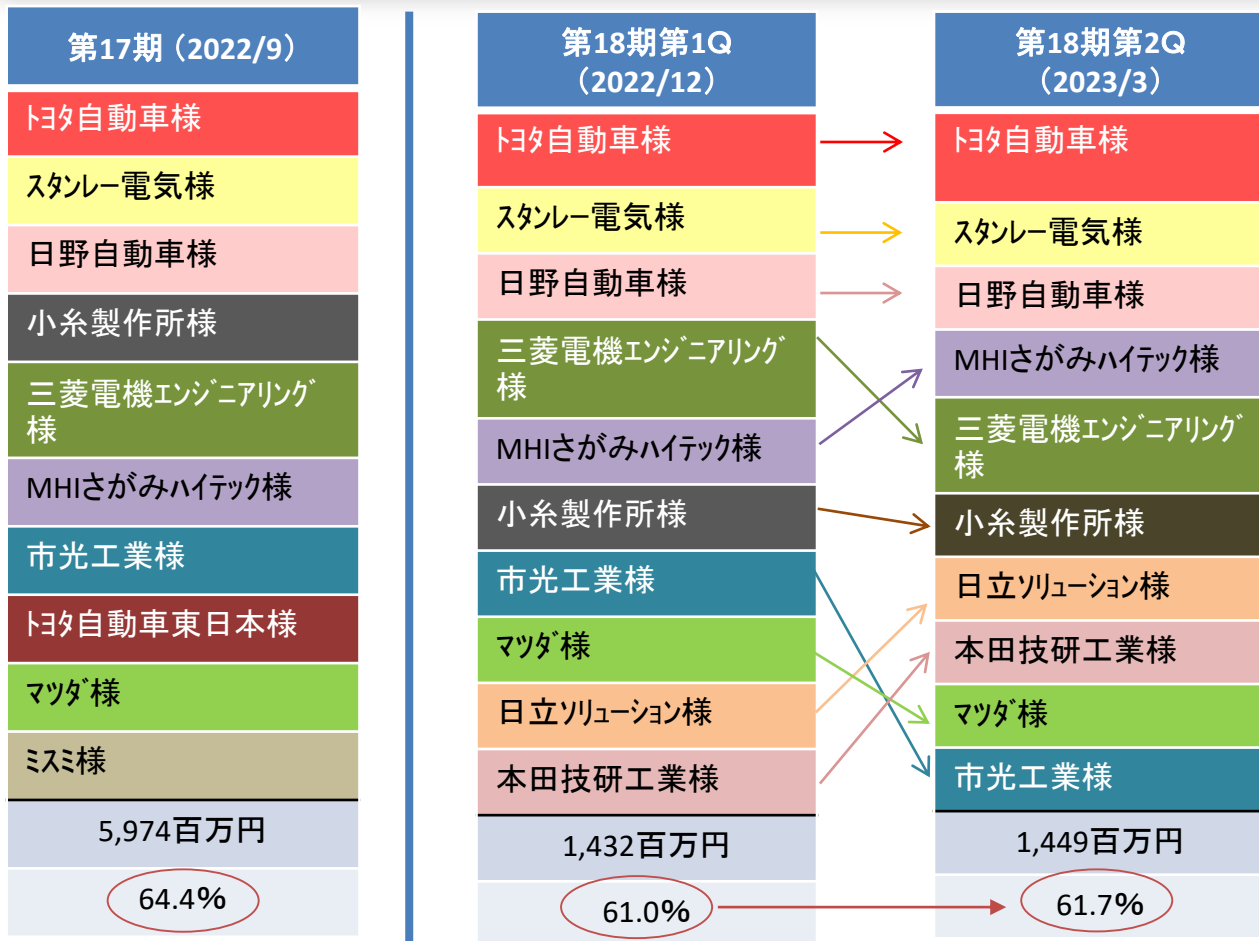 第17期（2022/9）
ﾄﾖﾀ自動車様
ｽﾀﾝﾚｰ電気様
日野自動車様
小糸製作所様
三菱電機ｴﾝｼﾞﾆｱﾘﾝｸﾞ
様
MHIさがみﾊｲﾃｯｸ様
市光工業様
ﾄﾖﾀ自動車東日本様
ﾏﾂﾀﾞ様
ﾐｽﾐ様
5,974百万円
64.4%
第18期第1Q
（2022/12）
ﾄﾖﾀ自動車様
ｽﾀﾝﾚｰ電気様
日野自動車様
三菱電機ｴﾝｼﾞﾆｱﾘﾝｸﾞ
様
MHIさがみﾊｲﾃｯｸ様
小糸製作所様
市光工業様
ﾏﾂﾀﾞ様
日立ｿﾘｭｰｼｮﾝ様
本田技研工業様
1,432百万円
61.0%
第18期第2Q
（2023/3）
ﾄﾖﾀ自動車様
ｽﾀﾝﾚｰ電気様
日野自動車様
MHIさがみﾊｲﾃｯｸ様
三菱電機ｴﾝｼﾞﾆｱﾘﾝｸﾞ
様
小糸製作所様
日立ｿﾘｭｰｼｮﾝ様
本田技研工業様
ﾏﾂﾀﾞ様
市光工業様
1,449百万円
61.7%